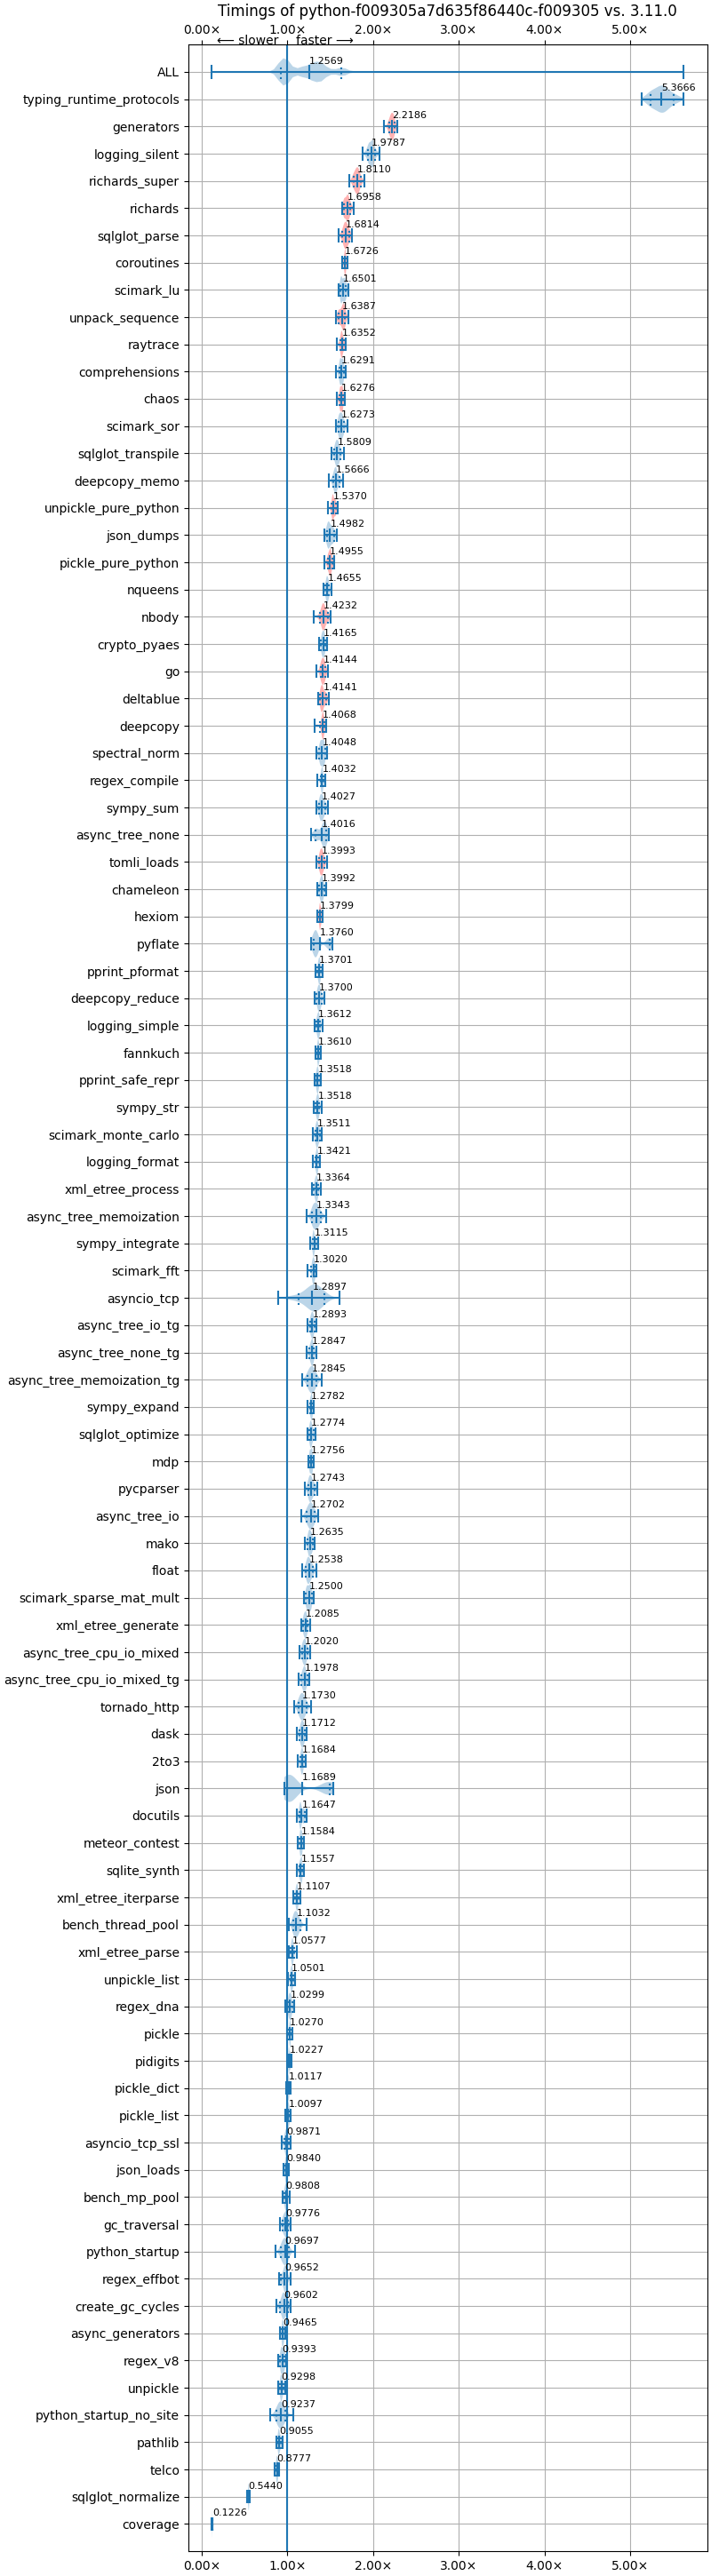 Timings of python-f009305a7d635f86440c-f009305 vs. 3.11.0
0.00× 1.00× 2.00× 3.00× 4.00× 5.00×
⟵ slower faster ⟶
ALL 1.2569
typing_runtime_protocols 5.3666
generators 2.2186
logging_silent 1.9787
richards_super 1.8110
richards 1.6958
sqlglot_parse 1.6814
coroutines 1.6726
scimark_lu 1.6501
unpack_sequence 1.6387
raytrace 1.6352
comprehensions 1.6291
chaos 1.6276
scimark_sor 1.6273
sqlglot_transpile 1.5809
deepcopy_memo 1.5666
unpickle_pure_python 1.5370
json_dumps 1.4982
pickle_pure_python 1.4955
nqueens 1.4655
nbody 1.4232
crypto_pyaes 1.4165
go 1.4144
deltablue 1.4141
deepcopy 1.4068
spectral_norm 1.4048
regex_compile 1.4032
sympy_sum 1.4027
async_tree_none 1.4016
tomli_loads 1.3993
chameleon 1.3992
hexiom 1.3799
pyflate 1.3760
pprint_pformat 1.3701
deepcopy_reduce 1.3700
logging_simple 1.3612
fannkuch 1.3610
pprint_safe_repr 1.3518
sympy_str 1.3518
scimark_monte_carlo 1.3511
logging_format 1.3421
xml_etree_process 1.3364
async_tree_memoization 1.3343
sympy_integrate 1.3115
scimark_fft 1.3020
asyncio_tcp 1.2897
async_tree_io_tg 1.2893
async_tree_none_tg 1.2847
async_tree_memoization_tg 1.2845
sympy_expand 1.2782
sqlglot_optimize 1.2774
mdp 1.2756
pycparser 1.2743
async_tree_io 1.2702
mako 1.2635
float 1.2538
scimark_sparse_mat_mult 1.2500
xml_etree_generate 1.2085
async_tree_cpu_io_mixed 1.2020
async_tree_cpu_io_mixed_tg 1.1978
tornado_http 1.1730
dask 1.1712
2to3 1.1684
json 1.1689
docutils 1.1647
meteor_contest 1.1584
sqlite_synth 1.1557
xml_etree_iterparse 1.1107
bench_thread_pool 1.1032
xml_etree_parse 1.0577
unpickle_list 1.0501
regex_dna 1.0299
pickle 1.0270
pidigits 1.0227
pickle_dict 1.0117
pickle_list 1.0097
asyncio_tcp_ssl 0.9871
json_loads 0.9840
bench_mp_pool 0.9808
gc_traversal 0.9776
python_startup 0.9697
regex_effbot 0.9652
create_gc_cycles 0.9602
async_generators 0.9465
regex_v8 0.9393
unpickle 0.9298
python_startup_no_site 0.9237
pathlib 0.9055
telco 0.8777
sqlglot_normalize 0.5440
coverage 0.1226
0.00× 1.00× 2.00× 3.00× 4.00× 5.00×